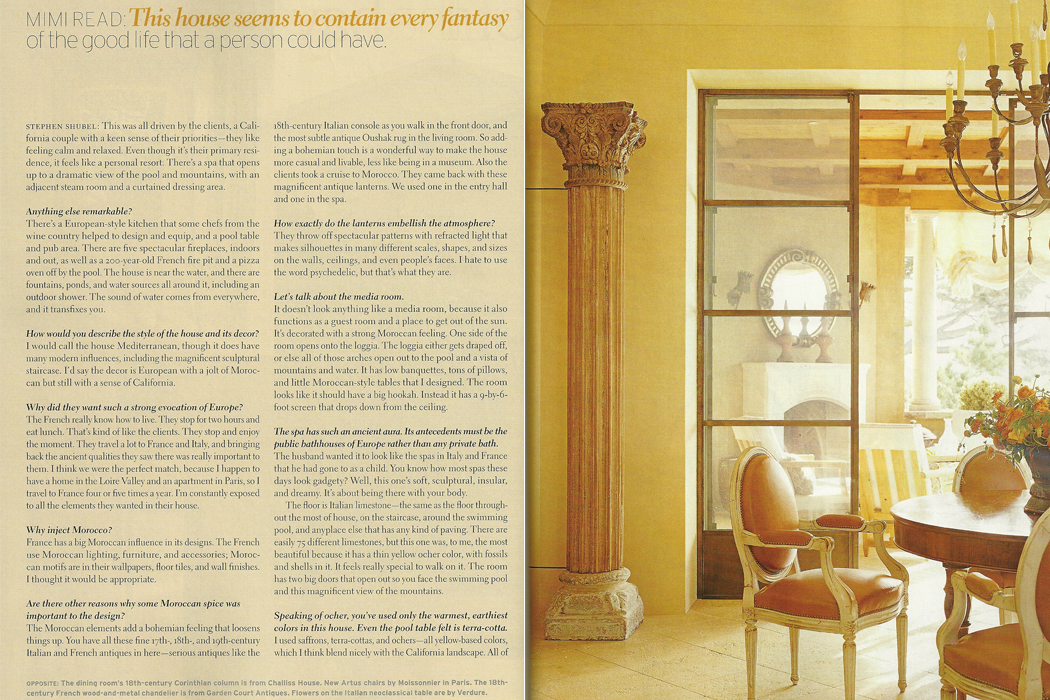 MIMI READ: This house seems to contain every fantasy
of the good life that a person could have.
STEPHEN SHUBEL: This was all driven by the clients, a Cali-
fornia couple with a keen sense of their priorities—they like
feeling calm and relaxed. Even though it's their primary resi-
dence, it feels like a personal resort. There's a spa that opens
up to a dramatic view of the pool and mountains, with an
adjacent steam room and a curtained dressing area.
Anything else remarkable?
There's a European-style kitchen that some chefs from the
wine country helped to design and equip, and a pool table
and pub area. There are five spectacular fireplaces, indoors
and out, as well as a 200-year-old French fire pit and a pizza
oven off by the pool. The house is near the water, and there are
fountains, ponds, and water sources all around it, including an
outdoor shower. The sound of water comes from everywhere,
and it transfixes you.
How would you describe the style of the house and its decor?
I would call the house Mediterranean, though it does have
many modern influences, including the magnificent sculptural
staircase. I'd say the decor is European with a jolt of Moroc-
can but still with a sense of California.
Why did they want such a strong evocation of Europe?
The French really know how to live. They stop for two hours and
eat lunch. That's kind of like the clients. They stop and enjoy
the moment. They travel a lot to France and Italy, and bringing
back the ancient qualities they saw there was really important to
them. I think we were the perfect match, because I happen to
have a home in the Loire Valley and an apartment in Paris, so I
travel to France four or five times a year. I'm constantly exposed
to all the elements they wanted in their house.
Why inject Morocco?
France has a big Moroccan influence in its designs. The French
use Moroccan lighting, furniture, and accessories; Moroc-
can motifs are in their wallpapers, floor tiles, and wall finishes.
I thought it would be appropriate.
Are there other reasons why some Moroccan spice was
important to the design?
The Moroccan elements add a bohemian feeling that loosens
things up. You have all these fine 17th-, 18th-, and 19th-century
Italian and French antiques in here—serious antiques like the
18th-century Italian console as you walk in the front door, and
the most subtle antique Oushak rug in the living room. So add-
ing a bohemian touch is a wonderful way to make the house
more casual and livable, less like being in a museum. Also the
clients took a cruise to Morocco. They came back with these
magnificent antique lanterns. We used one in the entry hall
and one in the spa.
How exactly do the lanterns embellish the atmosphere?
They throw off spectacular patterns with refracted light that
makes silhouettes in many different scales, shapes, and sizes
on the walls, ceilings, and even people's faces. I hate to use
the word psychedelic, but that's what they are.
Let's talk about the media room.
It doesn't look anything like a media room, because it also
functions as a guest room and a place to get out of the sun.
It's decorated with a strong Moroccan feeling. One side of the
room opens onto the loggia. The loggia either gets draped off,
or else all of those arches open out to the pool and a vista of
mountains and water. It has low banquettes, tons of pillows,
and little Moroccan-style tables that I designed. The room
looks like it should have a big hookah. Instead it has a 9-by-6-
foot screen that drops down from the ceiling.
The spa has such an ancient aura. Its antecedents must be the
public bathhouses of Europe rather than any private bath.
The husband wanted it to look like the spas in Italy and France
that he had gone to as a child. You know how most spas these
days look gadgety? Well, this one's soft, sculptural, insular,
and dreamy. It's about being there with your body.
The floor is Italian limestone—the same as the floor through-
out the most of house, on the staircase, around the swimming
pool, and anyplace else that has any kind of paving. There are
easily 75 different limestones, but this one was, to me, the most
beautiful because it has a thin yellow ocher color, with fossils
and shells in it. It feels really special to walk on it. The room
has two big doors that open out so you face the swimming pool
and this magnificent view of the mountains.
Speaking of ocher, you've used only the warmest, earthiest
colors in this house. Even the pool table felt is terra-cotta.
I used saffrons, terra-cottas, and ochers—all yellow-based colors,
which I think blend nicely with the California landscape. All of
OPPOSITE: The dining room's 18th-century Corinthian column is from Challiss House. New Artus chairs by Moissonnier in Paris. The 18th-
century French wood-and-metal chandelier is from Garden Court Antiques. Flowers on the Italian neoclassical table are by Verdure.